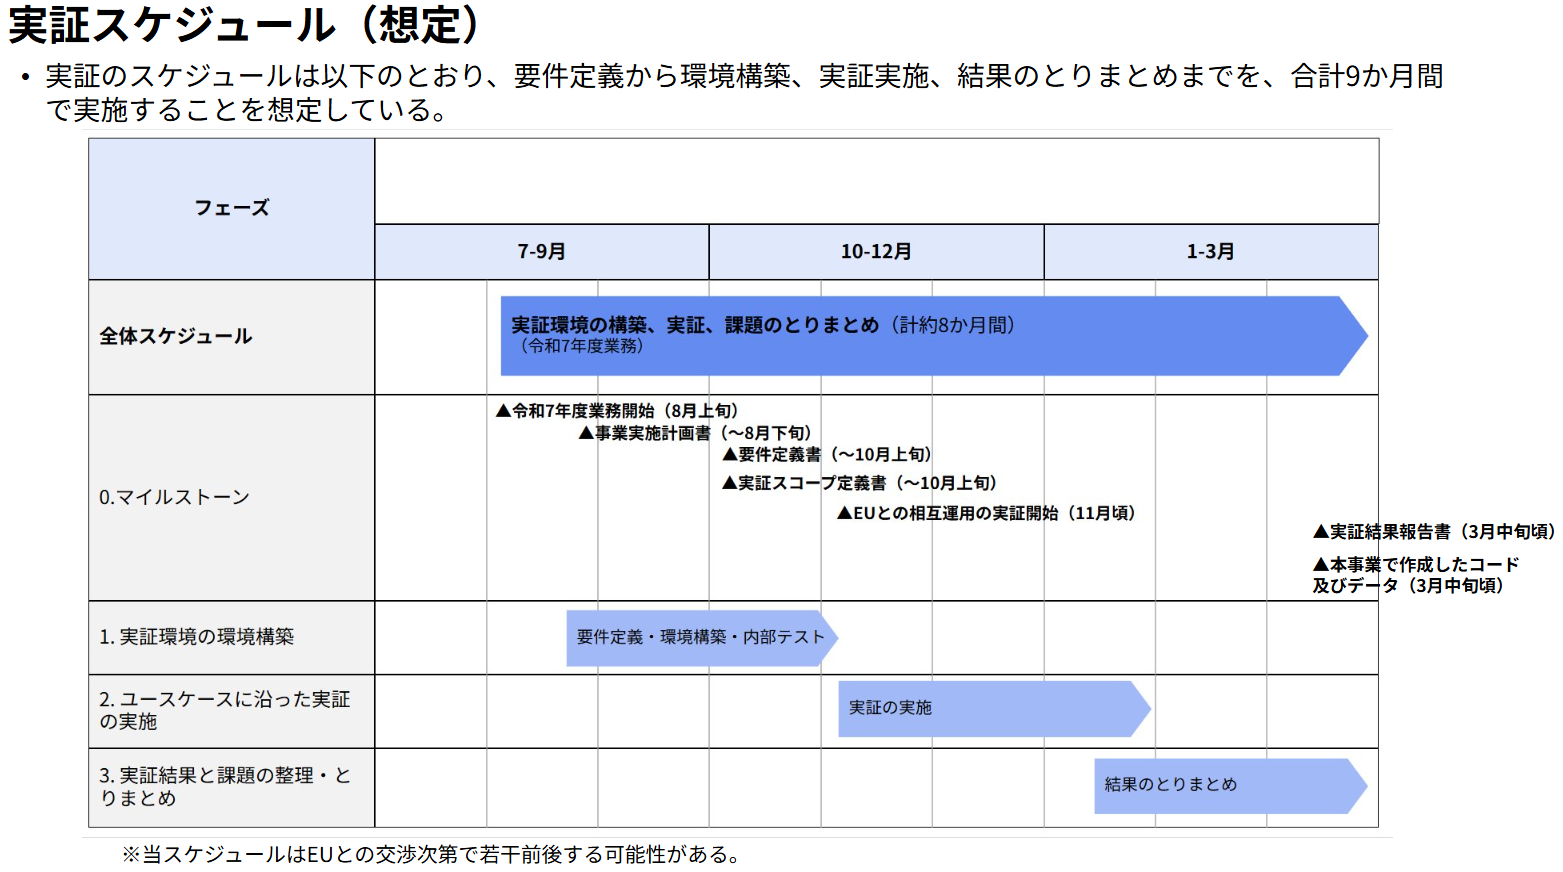 実証スケジュール（想定）
• 実証のスケジュールは以下のとおり、要件定義から環境構築、実証実施、結果のとりまとめまでを、合計9か月間
で実施することを想定している。
フェーズ
7-9月
10-12月
1-3月
全体スケジュール
実証環境の構築、実証、課題のとりまとめ（計約8か月間）
（令和7年度業務）
0.マイルストーン
▲令和7年度業務開始（8月上旬）
▲事業実施計画書（～8月下旬）
▲要件定義書（～10月上旬）
▲実証スコープ定義書（～10月上旬）
▲EUとの相互運用の実証開始（11月頃）
▲実証結果報告書（3月中旬頃）
▲本事業で作成したコード
及びデータ（3月中旬頃）
1. 実証環境の環境構築
要件定義・環境構築・内部テスト
2. ユースケースに沿った実証
の実施
実証の実施
3. 実証結果と課題の整理・と
りまとめ
結果のとりまとめ
※当スケジュールはEUとの交渉次第で若干前後する可能性がある。